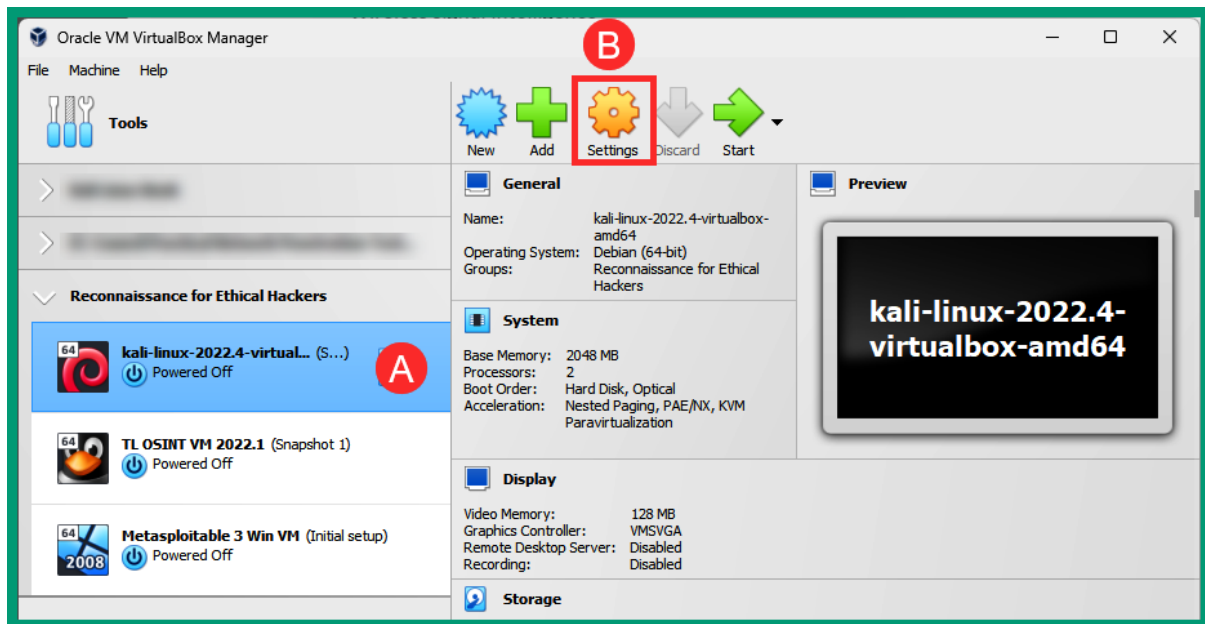 Oracle VM VirtualBox Manager
B
File Machine Help
Tools
New Add Settings Discard Start
General
Preview
Name: kali-linux-2022.4-virtualbox-
amd64
Operating System: Debian (64-bit)
Groups: Reconnaissance for Ethical
Hackers
kali-linux-2022.4-
virtualbox-amd64
Reconnaissance for Ethical Hackers
64
kali-linux-2022.4-virtual... (S...)
Powered Off
A
System
Base Memory: 2048 MB
Processors: 2
Boot Order: Hard Disk, Optical
Acceleration: Nested Paging, PAE/NX, KVM
Paravirtualization
64
TL OSINT VM 2022.1 (Snapshot 1)
Powered Off
Display
Video Memory: 128 MB
Graphics Controller: VMSVGA
Remote Desktop Server: Disabled
Recording: Disabled
64
2008
Metasploitable 3 Win VM (Initial setup)
Powered Off
Storage